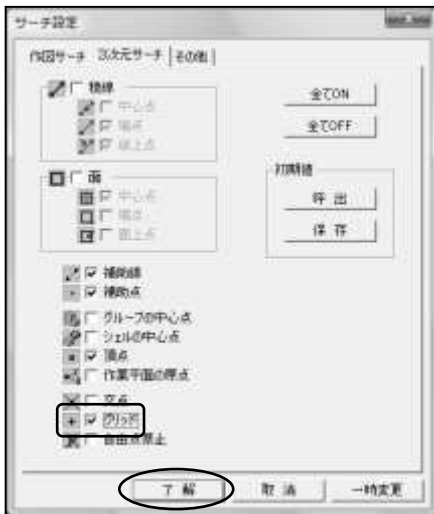 サーチ設定
作図サーチ
3次元サーチ
その他
稜線
中心点
端点
線上点
面
中心点
端点
面上点
全てON
全てOFF
初期値
呼 出
保 存
補助線
補助点
グループの中心点
シェルの中心点
頂点
作業平面の原点
交点
グリッド
自由点禁止
了 解
取 消
一時変更